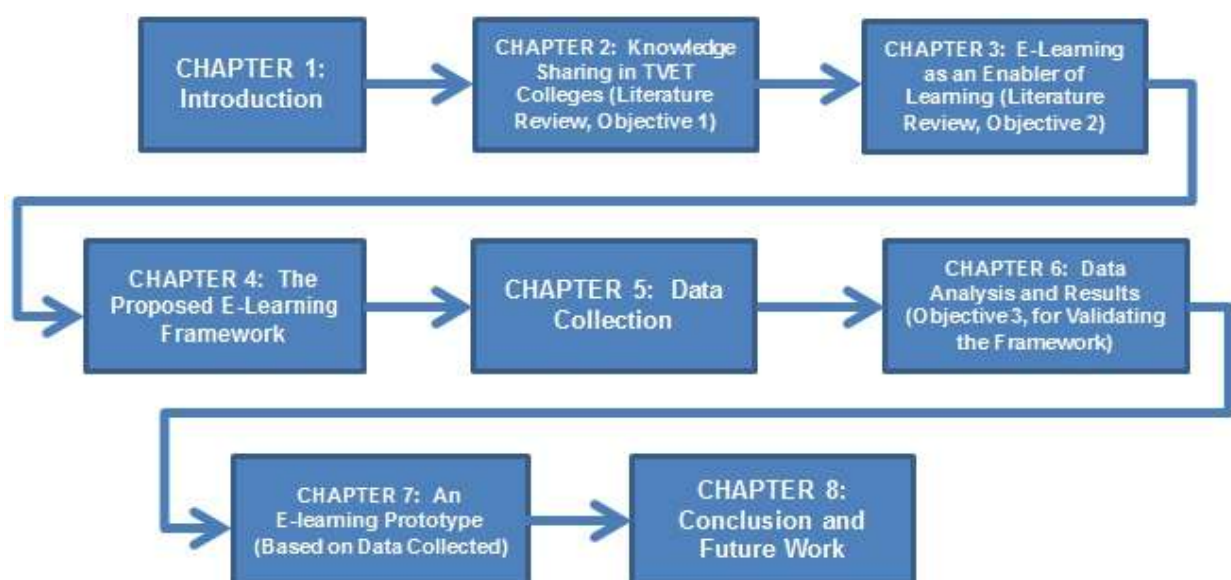 CHAPTER 1:
Introduction
CHAPTER 2: Knowledge
Sharing in TVET
Colleges (Literature
Review, Objective 1)
CHAPTER 3: E-Learning
as an Enabler of
Learning (Literature
Review, Objective 2)
CHAPTER 4: The
Proposed E-Learning
Framework
CHAPTER 5: Data
Collection
CHAPTER 6: Data
Analysis and Results
(Objective 3, for Validating
the Framework)
CHAPTER 7: An
E-learning Prototype
(Based on Data Collected)
CHAPTER 8:
Conclusion and
Future Work